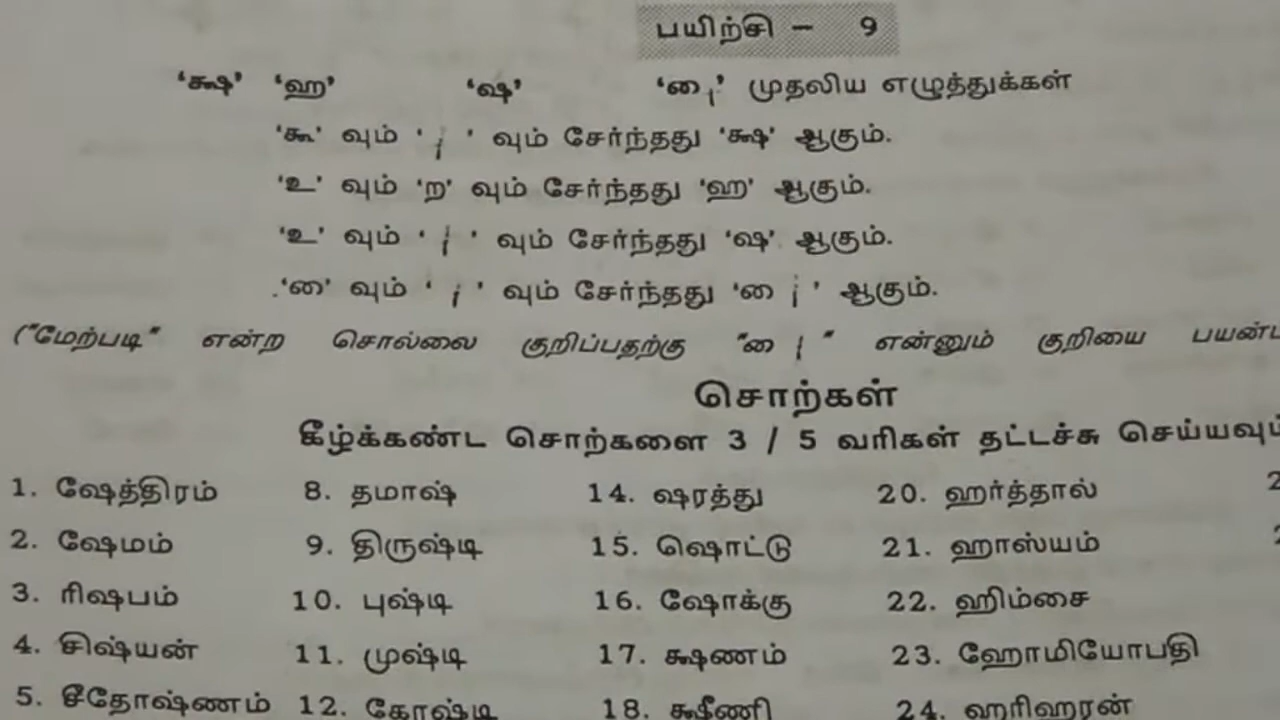 பயிற்சி – 9
‘க்ஷ’ ‘ஹ’ ‘ஷ’ ‘ை⁠ ¡’ முதலிய எழுத்துக்கள்
‘கூ’ வும் ‘ ¡ ’ வும் சேர்ந்தது ‘க்ஷ’ ஆகும்.
‘உ’ வும் ‘ற’ வும் சேர்ந்தது ‘ஹ’ ஆகும்.
‘உ’ வும் ‘ ¡ ’ வும் சேர்ந்தது ‘ஷ’ ஆகும்.
‘ை’ வும் ‘ ¡ ’ வும் சேர்ந்தது ‘ை ¡ ’ ஆகும்.
(“மேற்படி” என்ற சொல்லை குறிப்பதற்கு “ை ¡ ” என்னும் குறியை
சொற்கள்
கீழ்க்கண்ட சொற்களை 3 / 5 வரிகள் தட்டச்சு செய்யவும்
1. ஷேத்திரம் 8. தமாஷ் 14. ஷரத்து 20. ஹர்த்தால்
2. ஷேமம் 9. திருஷ்டி 15. ஷொட்டு 21. ஹாஸ்யம்
3. ரிஷபம் 10. புஷ்டி 16. ஷோக்கு 22. ஹிம்சை
4. சிஷ்யன் 11. முஷ்டி 17. க்ஷணம் 23. ஹோமியோபதி
5. சீதோஷ்ணம் 12. கோஷ்டி 18. க்ஷீணி 24. ஹரிஹரன்